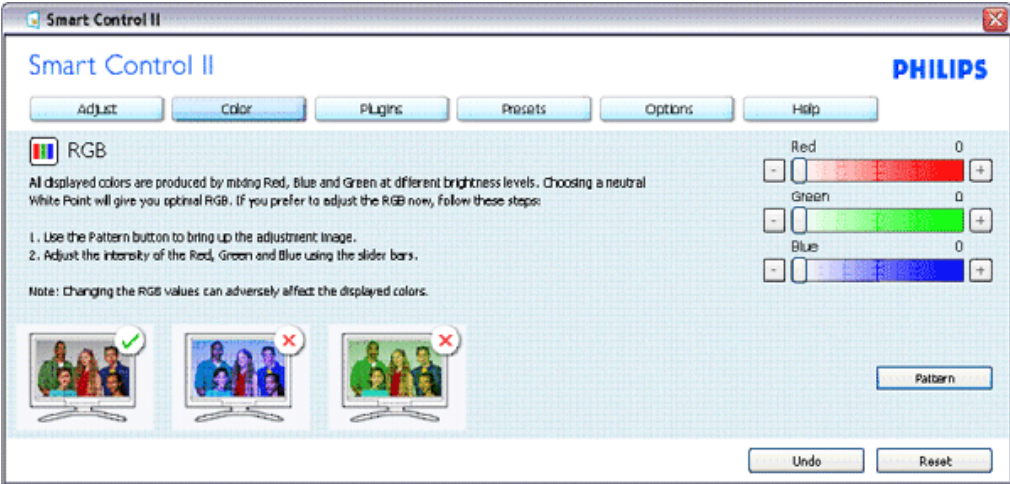 Smart Control II
Smart Control II
PHILIPS
Adjust Color Plugins Presets Options Help
RGB
All displayed colors are produced by mixing Red, Blue and Green at different brightness levels. Choosing a neutral
White Point will give you optimal RGB. If you prefer to adjust the RGB now, follow these steps:
1. Use the Pattern button to bring up the adjustment image.
2. Adjust the intensity of the Red, Green and Blue using the slider bars.
Note: Changing the RGB values can adversely affect the displayed colors.
Red 0
- +
Green 0
- +
Blue 0
- +
Pattern
Undo Reset